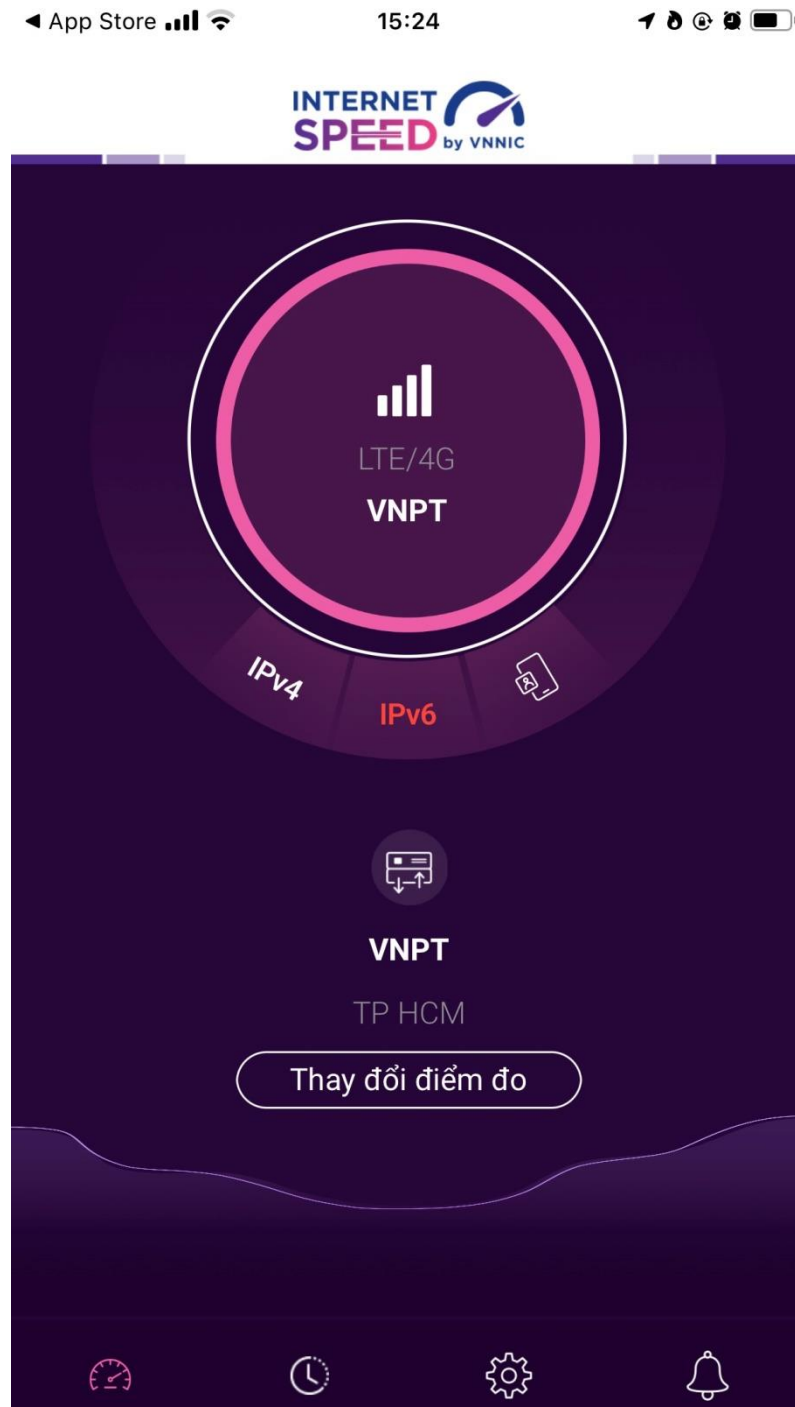 App Store
15:24
INTERNET
SPEED by VNNIC
LTE/4G
VNPT
IPv4
IPv6
VNPT
TP HCM
Thay đổi điểm đo